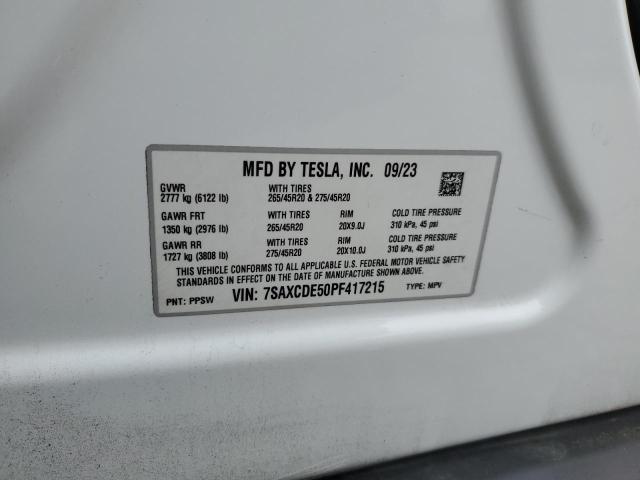 MFD BY TESLA, INC. 09/23
GVWR WITH TIRES
2777 kg (6122 lb) 265/45R20 & 275/45R20
GAWR FRT WITH TIRES RIM COLD TIRE PRESSURE
1350 kg (2976 lb) 265/45R20 20X9.0J 310 kPa, 45 psi
GAWR RR WITH TIRES RIM COLD TIRE PRESSURE
1727 kg (3808 lb) 275/45R20 20X10.0J 310 kPa, 45 psi
THIS VEHICLE CONFORMS TO ALL APPLICABLE U.S. FEDERAL MOTOR VEHICLE SAFETY
STANDARDS IN EFFECT ON THE DATE OF MANUFACTURE SHOWN ABOVE.
PNT: PPSW VIN: 7SAXCDE50PF417215 TYPE: MPV